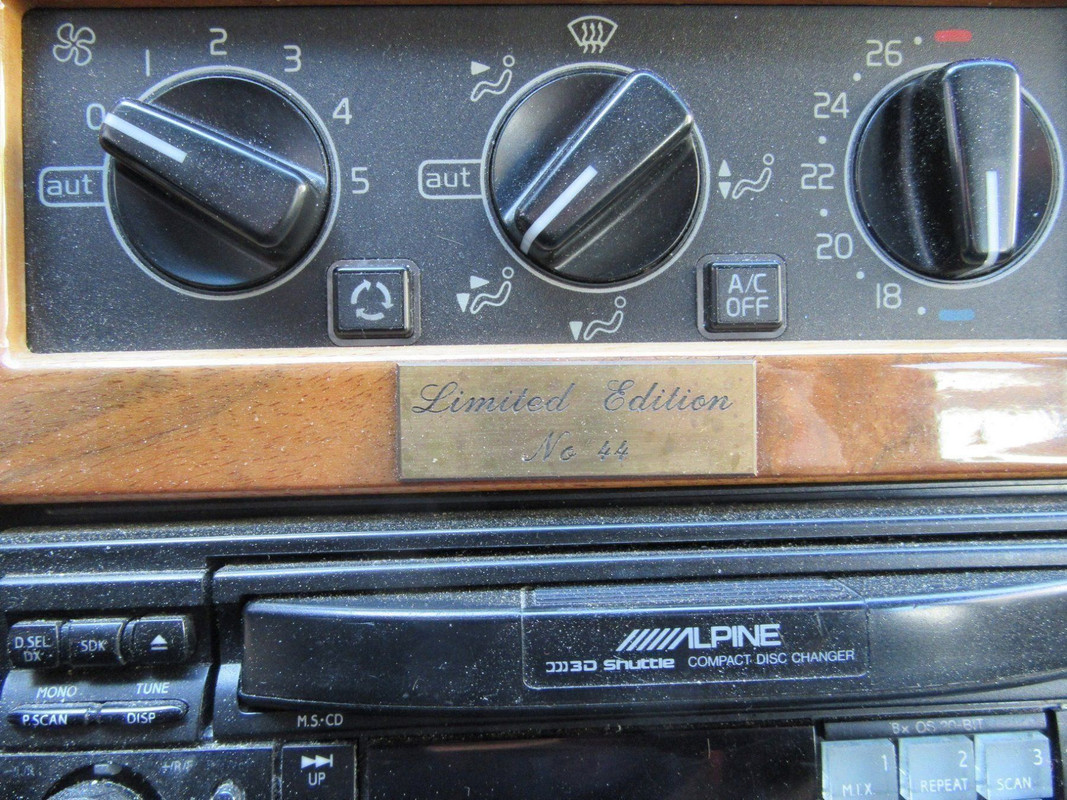 0 1 2 3 4 5
aut
aut
A/C
OFF
26
24
22
20
18
Limited Edition
No 44
ALPINE
3D Shuttle COMPACT DISC CHANGER
D.SEL
DX
SDK
MONO TUNE
P.SCAN DISP
M.S.-CD
8x OS 20-BIT
UP
1 2 3
M.I.X. REPEAT SCAN